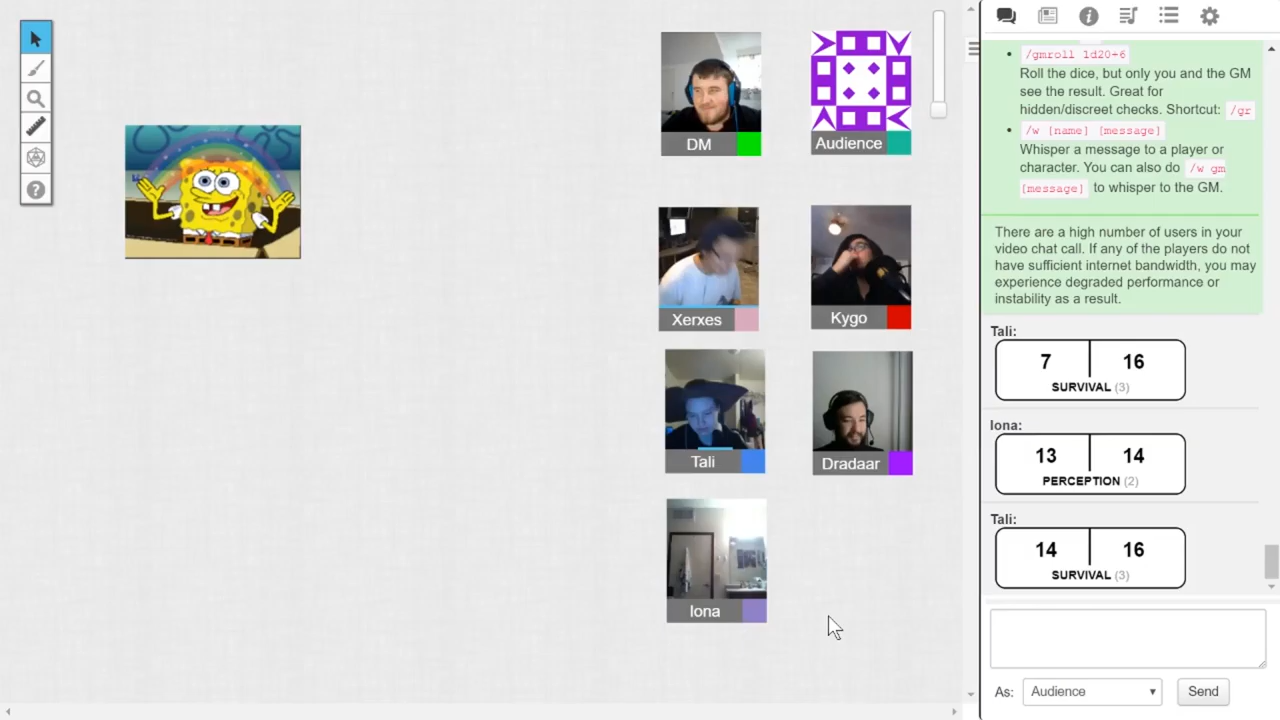 /gmroll 1d20+6
Roll the dice, but only you and the GM
see the result. Great for
hidden/discreet checks. Shortcut: /gr
/w [name] [message]
Whisper a message to a player or
character. You can also do /w gm
[message] to whisper to the GM.
There are a high number of users in your
video chat call. If any of the players do not
have sufficient internet bandwidth, you may
experience degraded performance or
instability as a result.
Tali:
7 16
SURVIVAL (3)
Iona:
13 14
PERCEPTION (2)
Tali:
14 16
SURVIVAL (3)
As: Audience Send
DM
Audience
Xerxes
Kygo
Tali
Dradaar
Iona